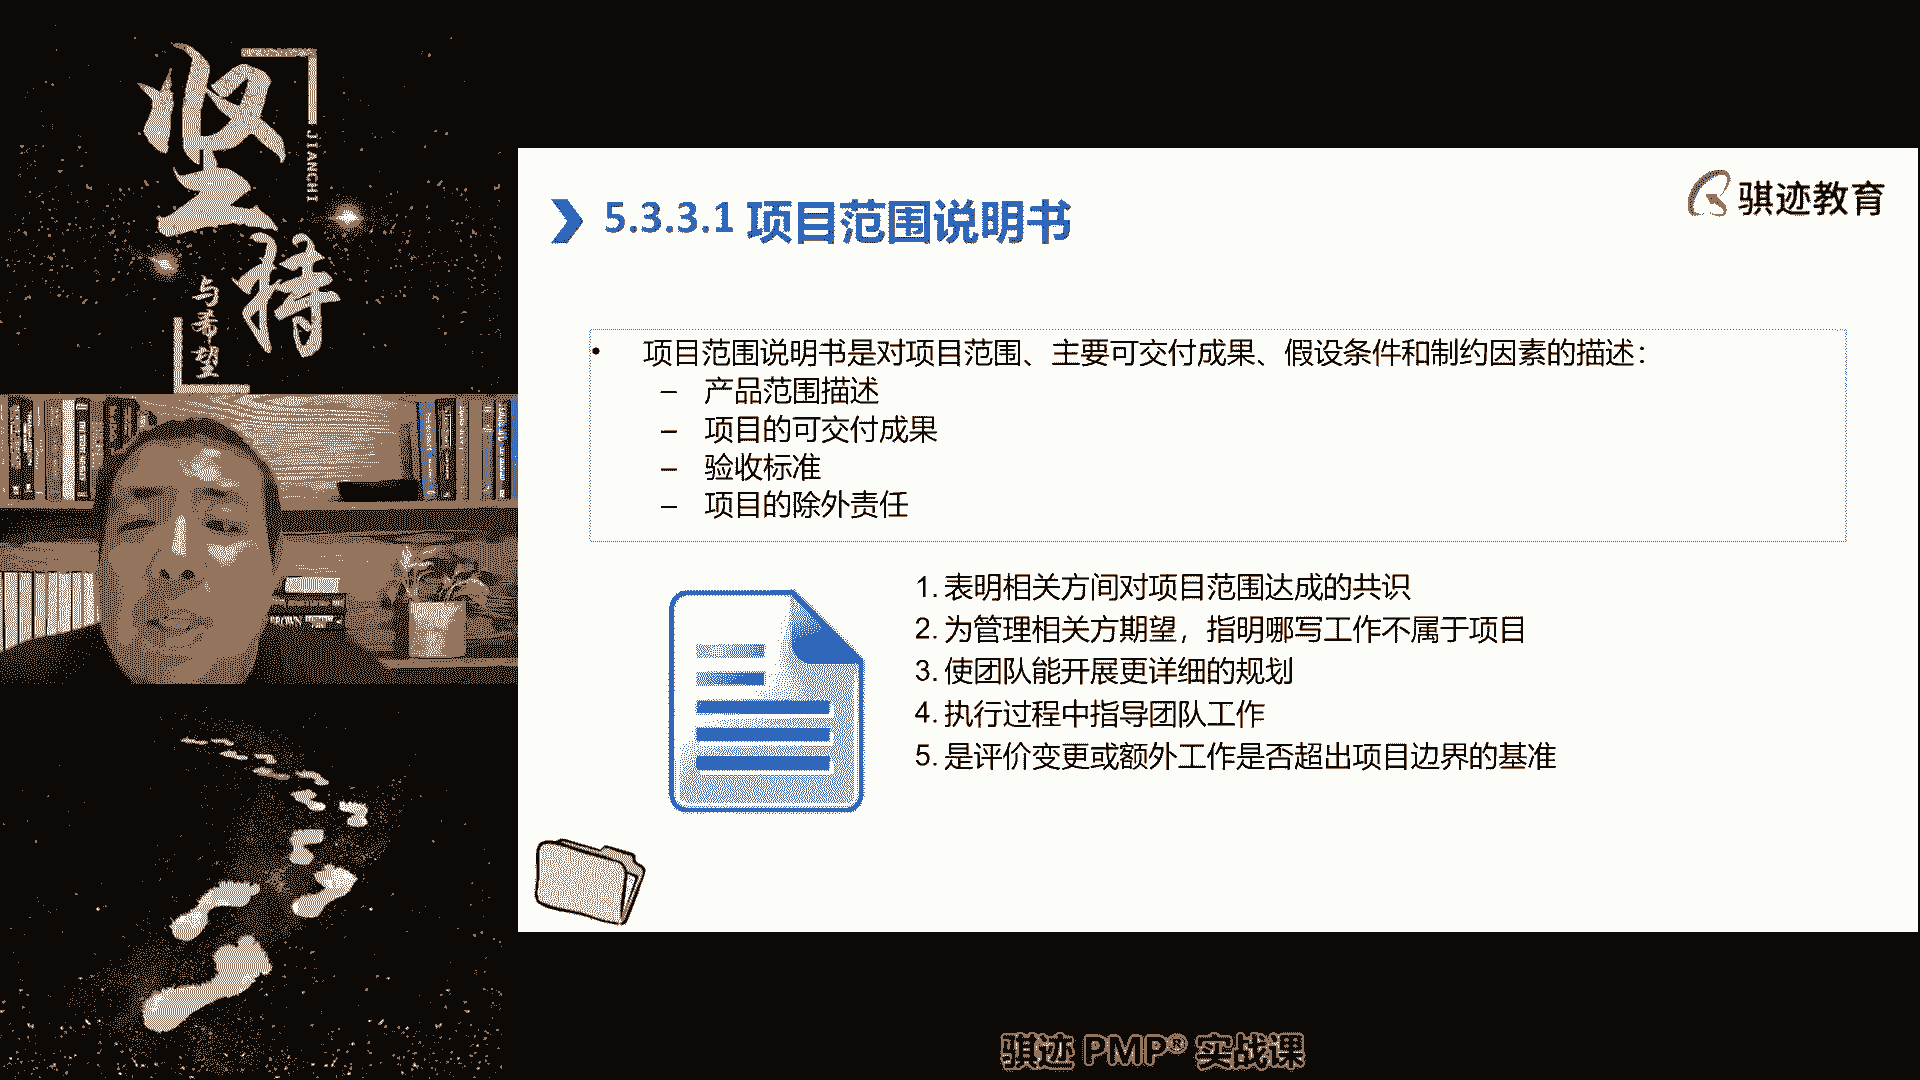 坚持
JIANCHI
与希望
骐迹教育
5.3.3.1 项目范围说明书
• 项目范围说明书是对项目范围、主要可交付成果、假设条件和制约因素的描述：
– 产品范围描述
– 项目的可交付成果
– 验收标准
– 项目的除外责任
1. 表明相关方间对项目范围达成的共识
2. 为管理相关方期望，指明哪写工作不属于项目
3. 使团队能开展更详细的规划
4. 执行过程中指导团队工作
5. 是评价变更或额外工作是否超出项目边界的基准
骐迹 PMP® 实战课